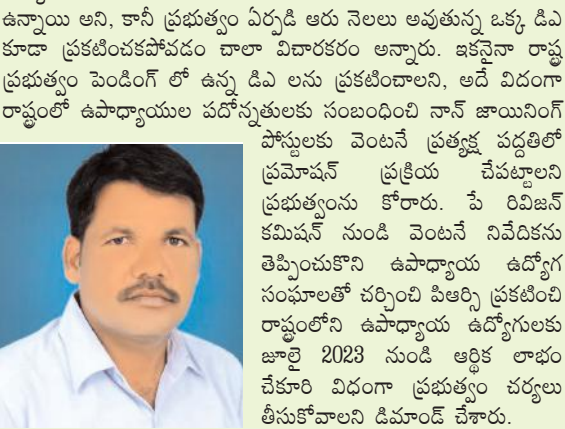 ఉన్నాయి అని, కానీ ప్రభుత్వం ఏర్పడి ఆరు నెలలు అవుతున్న ఒక్క డిఎ
కూడా ప్రకటించకపోవడం చాలా విచారకరం అన్నారు. ఇకనైనా రాష్ట్ర
ప్రభుత్వం పెండింగ్ లో ఉన్న డిఎ లను ప్రకటించాలని, అదే విదంగా
రాష్ట్రంలో ఉపాధ్యాయుల పదోన్నతులకు సంబంధించి నాన్ జాయినింగ్
పోస్టులకు వెంటనే ప్రత్యక్ష పద్దతిలో
ప్రమోషన్ ప్రక్రియ చేపట్టాలని
ప్రభుత్వంను కోరారు. పే రివిజన్
కమిషన్ నుండి వెంటనే నివేదికను
తెప్పించుకొని ఉపాధ్యాయ ఉద్యోగ
సంఘాలతో చర్చించి పిఆర్సి ప్రకటించి
రాష్ట్రంలోని ఉపాధ్యాయ ఉద్యోగులకు
జూలై 2023 నుండి ఆర్థిక లాభం
చేకూరి విధంగా ప్రభుత్వం చర్యలు
తీసుకోవాలని డిమాండ్ చేశారు.